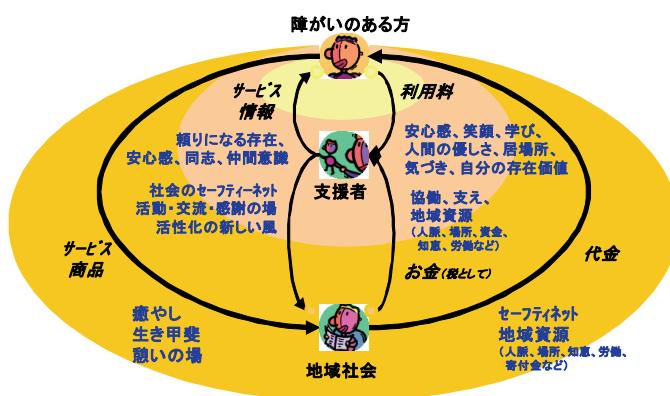 障がいのある方
サービス
情報
利用料
頼りになる存在、
安心感、同志、仲間意識
安心感、笑顔、学び、
人間の優しさ、居場所、
気づき、自分の存在価値
支援者
社会のセーフティーネット
活動・交流・感謝の場
活性化の新しい風
協働、支え、
地域資源
（人脈、場所、資金、
知恵、労働など）
サービス
商品
お金（税として）
代金
癒やし
生き甲斐
憩いの場
セーフティネット
地域資源
（人脈、場所、知恵、労働、
寄付金など）
地域社会